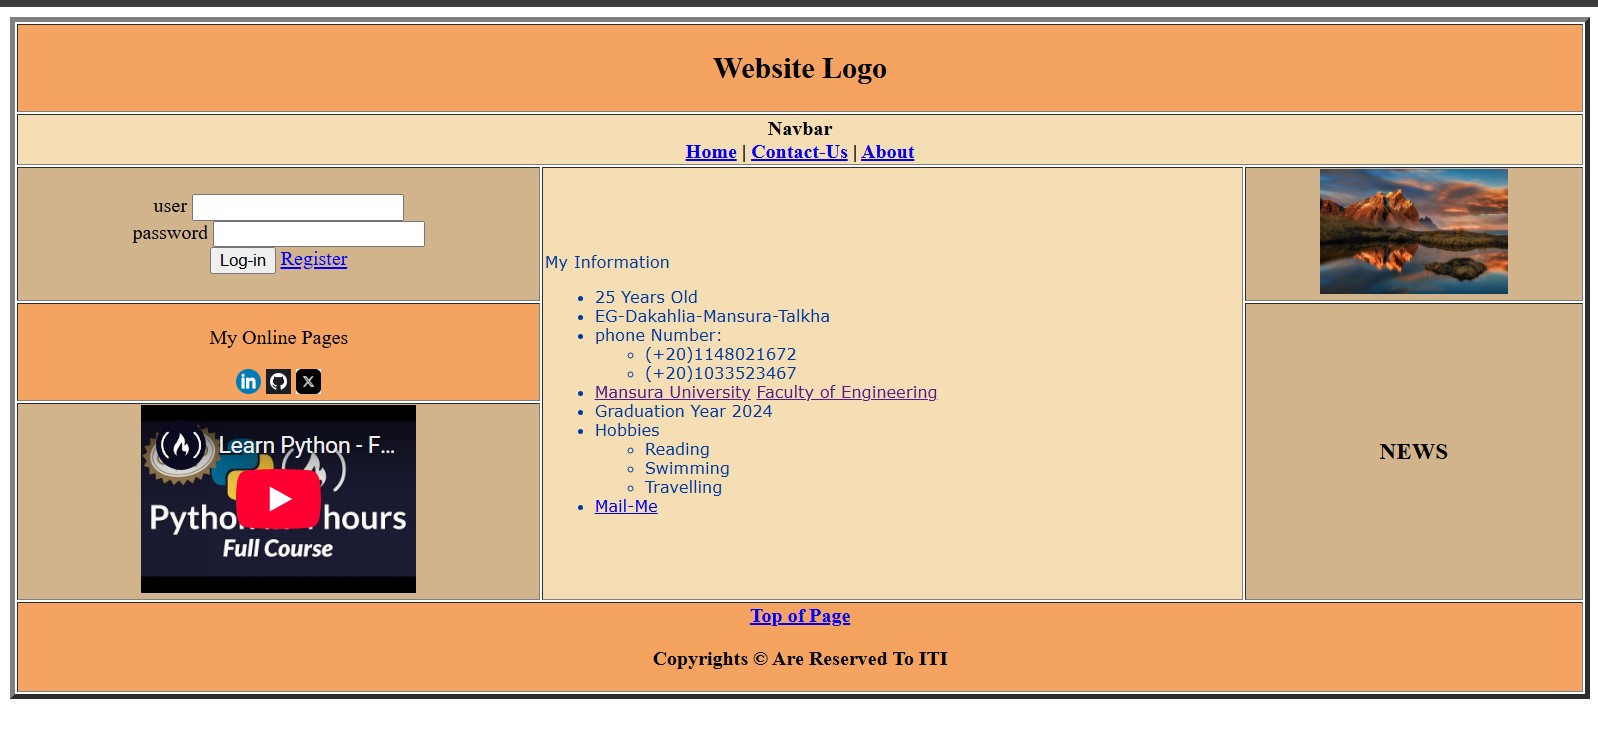 Website Logo
Navbar
Home | Contact-Us | About
user
password
Log-in Register
My Online Pages
in X
Learn Python - F...
Python hours
Full Course
My Information
25 Years Old
EG-Dakahlia-Mansura-Talkha
phone Number:
(+20)1148021672
(+20)1033523467
Mansura University Faculty of Engineering
Graduation Year 2024
Hobbies
Reading
Swimming
Travelling
Mail-Me
NEWS
Top of Page
Copyrights © Are Reserved To ITI